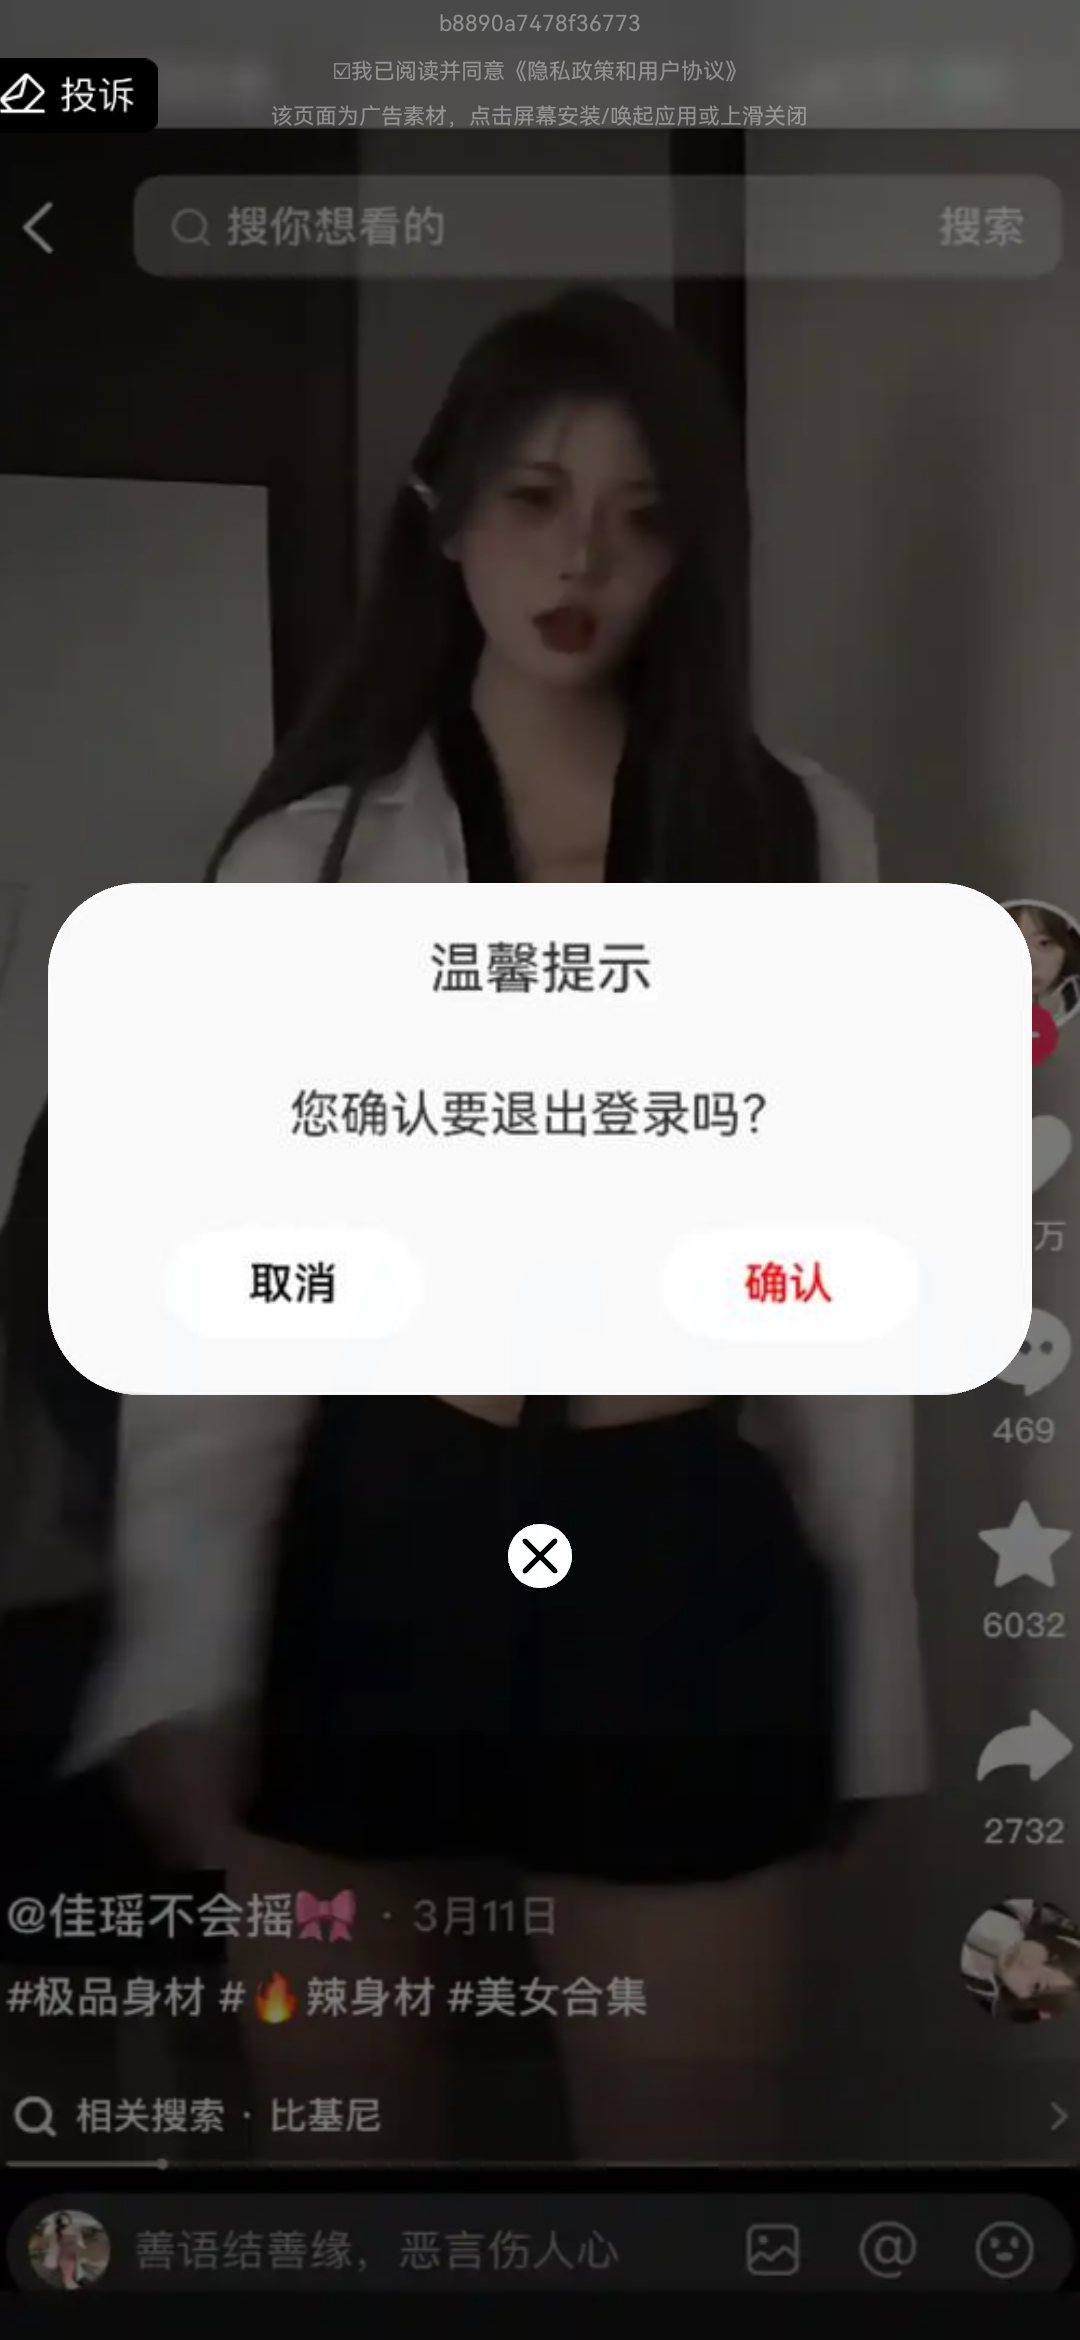 b8890a7478f36773
☑我已阅读并同意《隐私政策和用户协议》
投诉
该页面为广告素材，点击屏幕安装/唤起应用或上滑关闭
搜你想看的
搜索
温馨提示
您确认要退出登录吗？
取消
确认
万
469
6032
2732
@佳瑶不会摇🎀 · 3月11日
#极品身材 #🔥辣身材 #美女合集
相关搜索 · 比基尼
善语结善缘，恶言伤人心